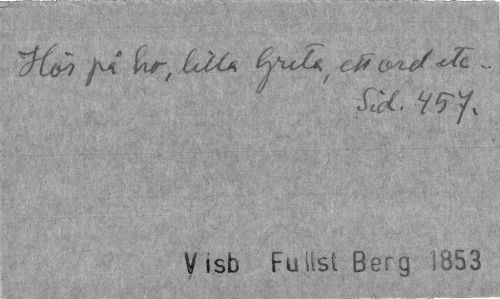 Hör på ho, lilla Greta, ett ord etc..
Sid. 457.
Visb Fullst Berg 1853